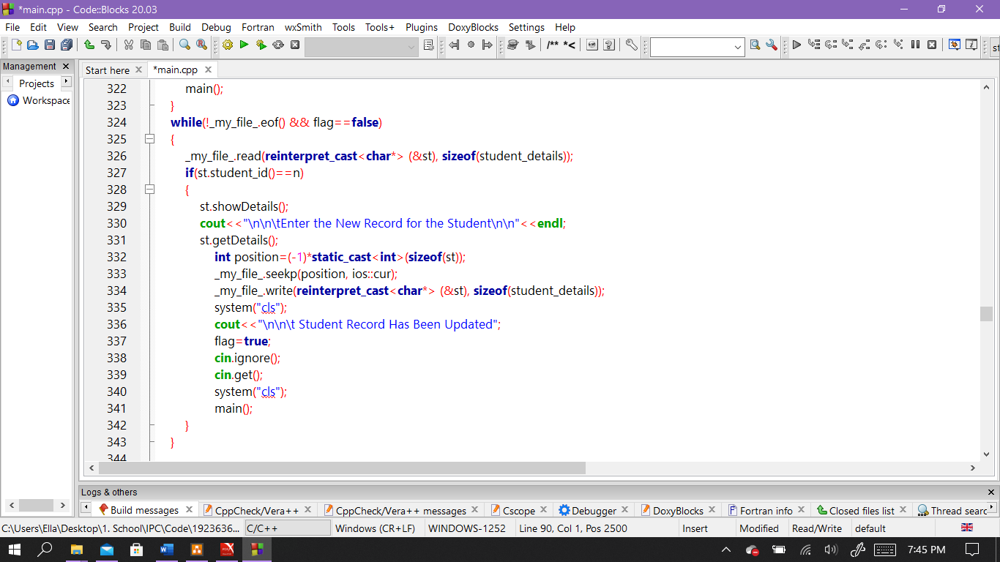 *main.cpp - Code::Blocks 20.03
File Edit View Search Project Build Debug Fortran wxSmith Tools Tools+ Plugins DoxyBlocks Settings Help
/** *<
st
Management
Start here *main.cpp
Projects
Workspace
322 main();
323 }
324 while(!_my_file_.eof() && flag==false)
325 {
326 _my_file_.read(reinterpret_cast<char*> (&st), sizeof(student_details));
327 if(st.student_id()==n)
328 {
329 st.showDetails();
330 cout<<"\n\n\tEnter the New Record for the Student\n\n"<<endl;
331 st.getDetails();
332 int position=(-1)*static_cast<int>(sizeof(st));
333 _my_file_.seekp(position, ios::cur);
334 _my_file_.write(reinterpret_cast<char*> (&st), sizeof(student_details));
335 system("cls");
336 cout<<"\n\n\t Student Record Has Been Updated";
337 flag=true;
338 cin.ignore();
339 cin.get();
340 system("cls");
341 main();
342 }
343 }
344
Logs & others
Build messages CppCheck/Vera++ CppCheck/Vera++ messages Cscope Debugger DoxyBlocks Fortran info Closed files list Thread searc
C:\Users\Ella\Desktop\1. School\IPC\Code\1923636... C/C++ Windows (CR+LF) WINDOWS-1252 Line 90, Col 1, Pos 2500 Insert Modified Read/Write default
7:45 PM